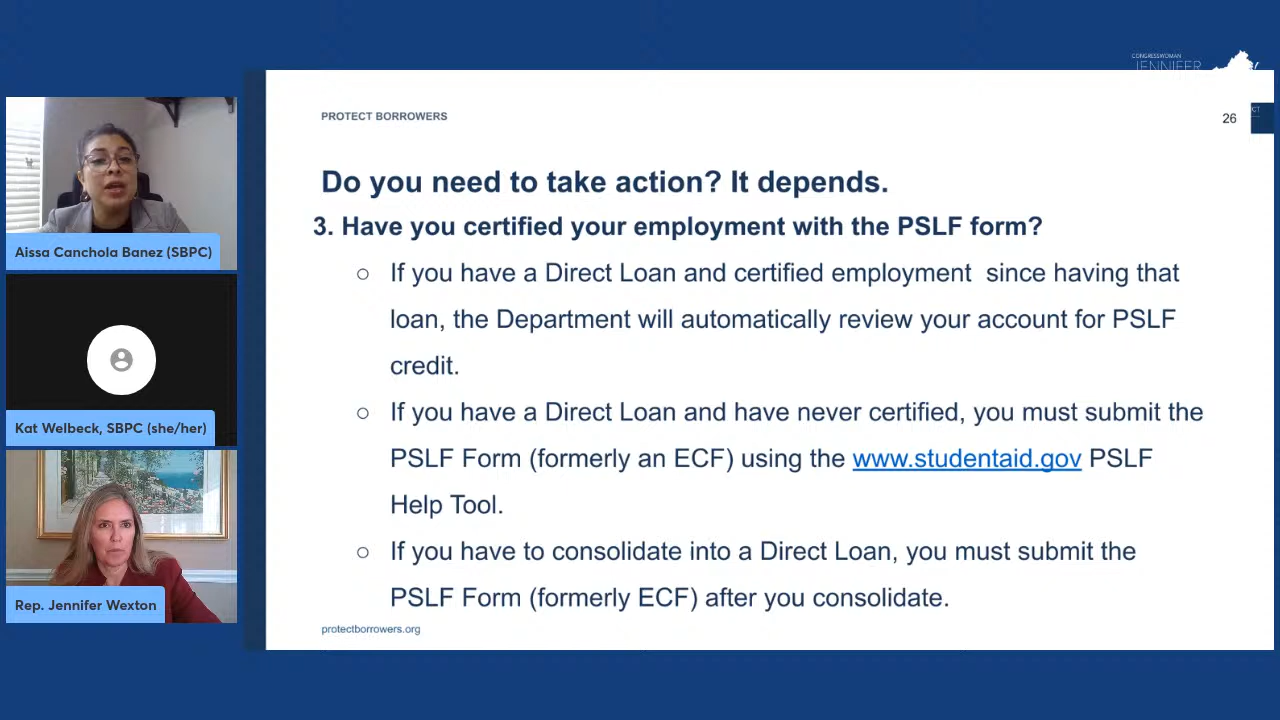 CONGRESSWOMAN
JENNIFER
PROTECT BORROWERS
26
Do you need to take action? It depends.
3. Have you certified your employment with the PSLF form?
○ If you have a Direct Loan and certified employment  since having that
loan, the Department will automatically review your account for PSLF
credit.
○ If you have a Direct Loan and have never certified, you must submit the
PSLF Form (formerly an ECF) using the www.studentaid.gov PSLF
Help Tool.
○ If you have to consolidate into a Direct Loan, you must submit the
PSLF Form (formerly ECF) after you consolidate.
protectborrowers.org
Aissa Canchola Banez (SBPC)
Kat Welbeck, SBPC (she/her)
Rep. Jennifer Wexton